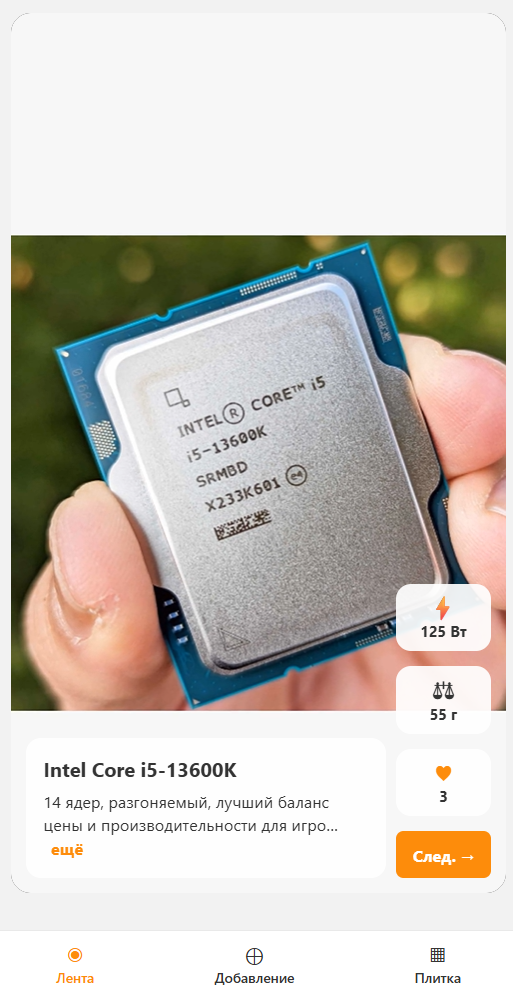 INTEL® CORE™ i5
i5-13600K
SRMBD
X233K601 e4
125 Вт
55 г
3
След. →
Intel Core i5-13600K
14 ядер, разгоняемый, лучший баланс
цены и производительности для игро...
ещё
Лента
Добавление
Плитка